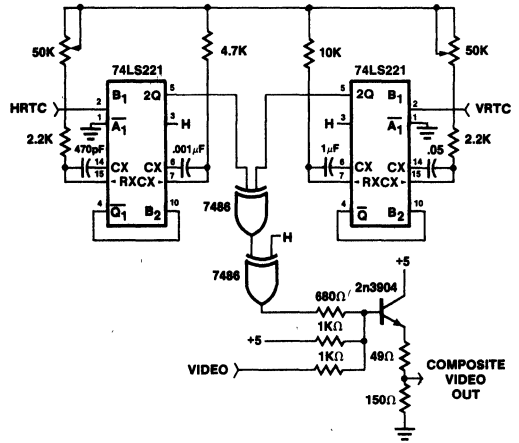 50K
4.7K
10K
50K
74LS221
74LS221
HRTC
2
B1
2Q
5
5
2Q
B1
2
VRTC
1
A1
3
H
H
3
A1
1
2.2K
470pF
14
CX
CX
6
.001μF
1μF
6
CX
CX
14
.05
2.2K
15
RXCX
7
7
RXCX
15
4
Q1
B2
10
4
Q
B2
10
7486
H
7486
+5
680Ω
2n3904
1KΩ
+5
1KΩ
49Ω
VIDEO
COMPOSITE
VIDEO
OUT
150Ω